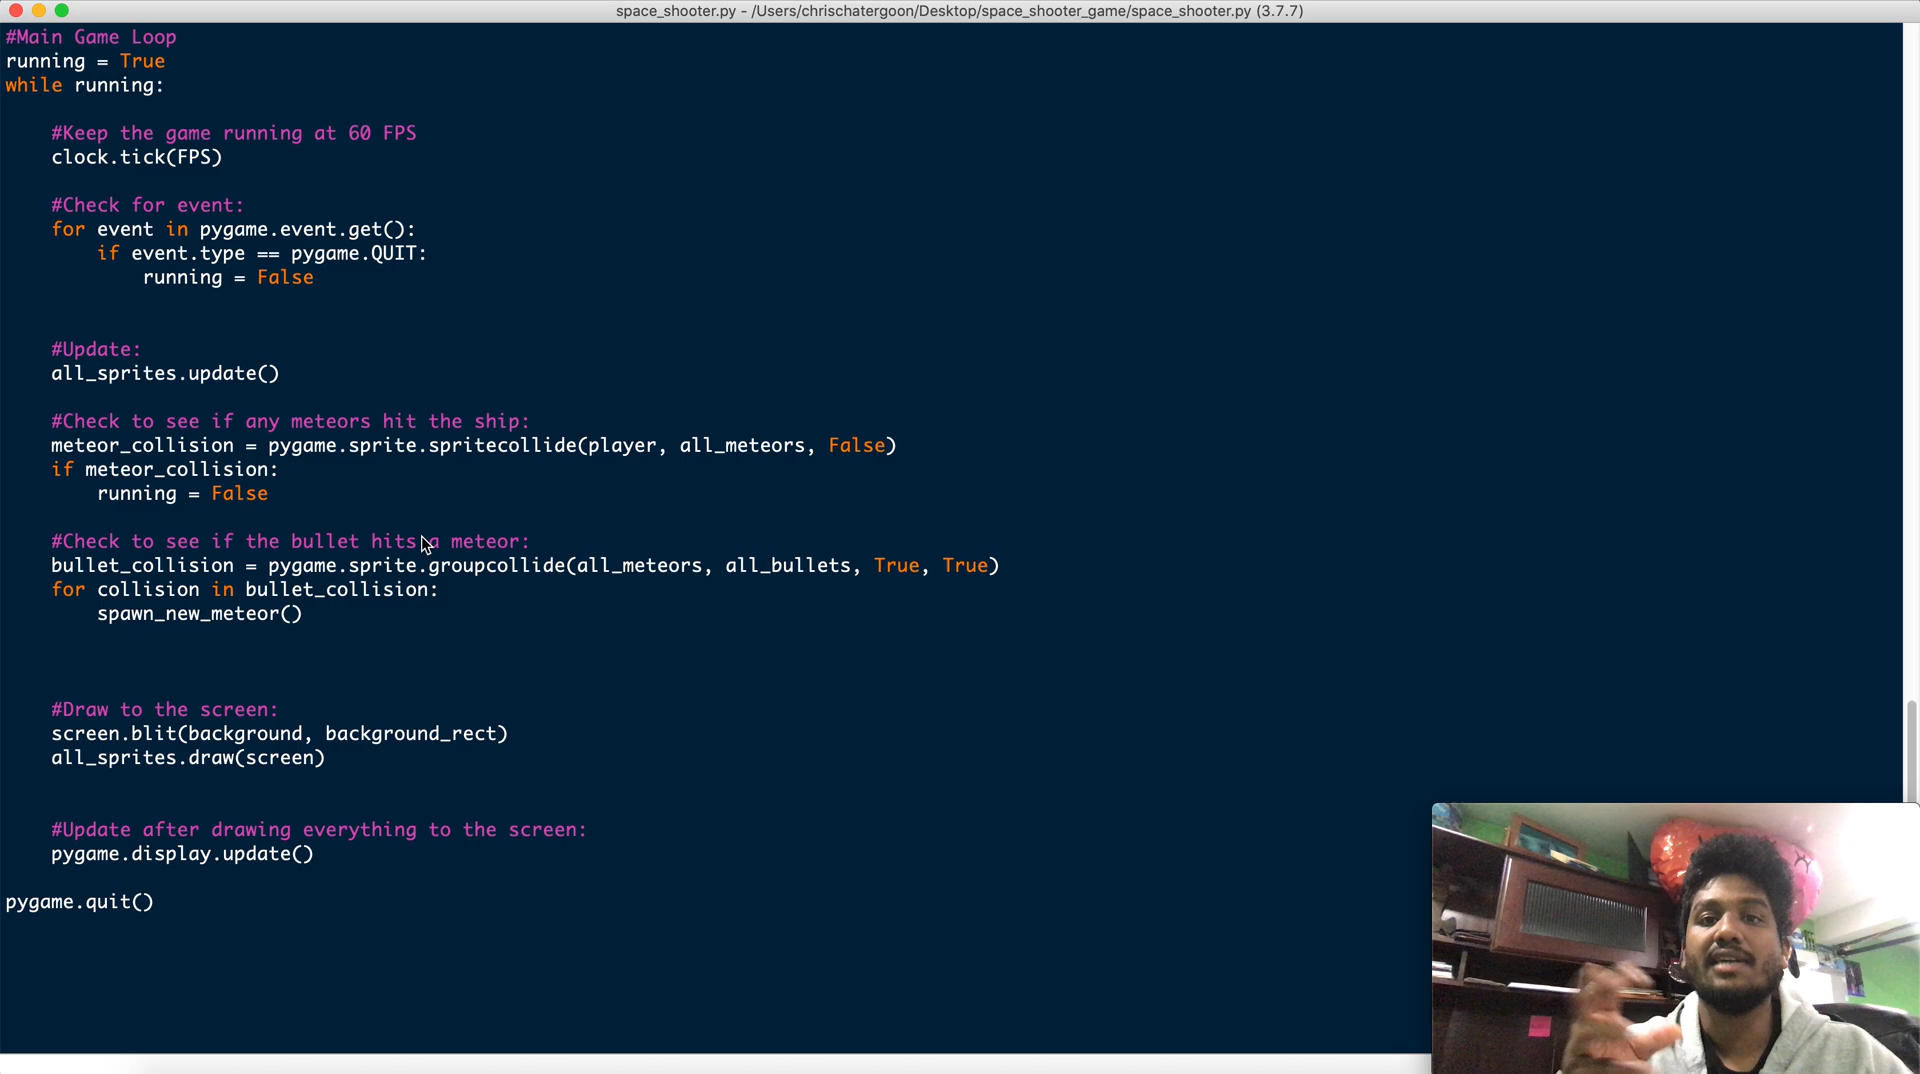 space_shooter.py - /Users/chrischatergoon/Desktop/space_shooter_game/space_shooter.py (3.7.7)
#Main Game Loop
running = True
while running:
#Keep the game running at 60 FPS
clock.tick(FPS)
#Check for event:
for event in pygame.event.get():
if event.type == pygame.QUIT:
running = False
#Update:
all_sprites.update()
#Check to see if any meteors hit the ship:
meteor_collision = pygame.sprite.spritecollide(player, all_meteors, False)
if meteor_collision:
running = False
#Check to see if the bullet hits a meteor:
bullet_collision = pygame.sprite.groupcollide(all_meteors, all_bullets, True, True)
for collision in bullet_collision:
spawn_new_meteor()
#Draw to the screen:
screen.blit(background, background_rect)
all_sprites.draw(screen)
#Update after drawing everything to the screen:
pygame.display.update()
pygame.quit()